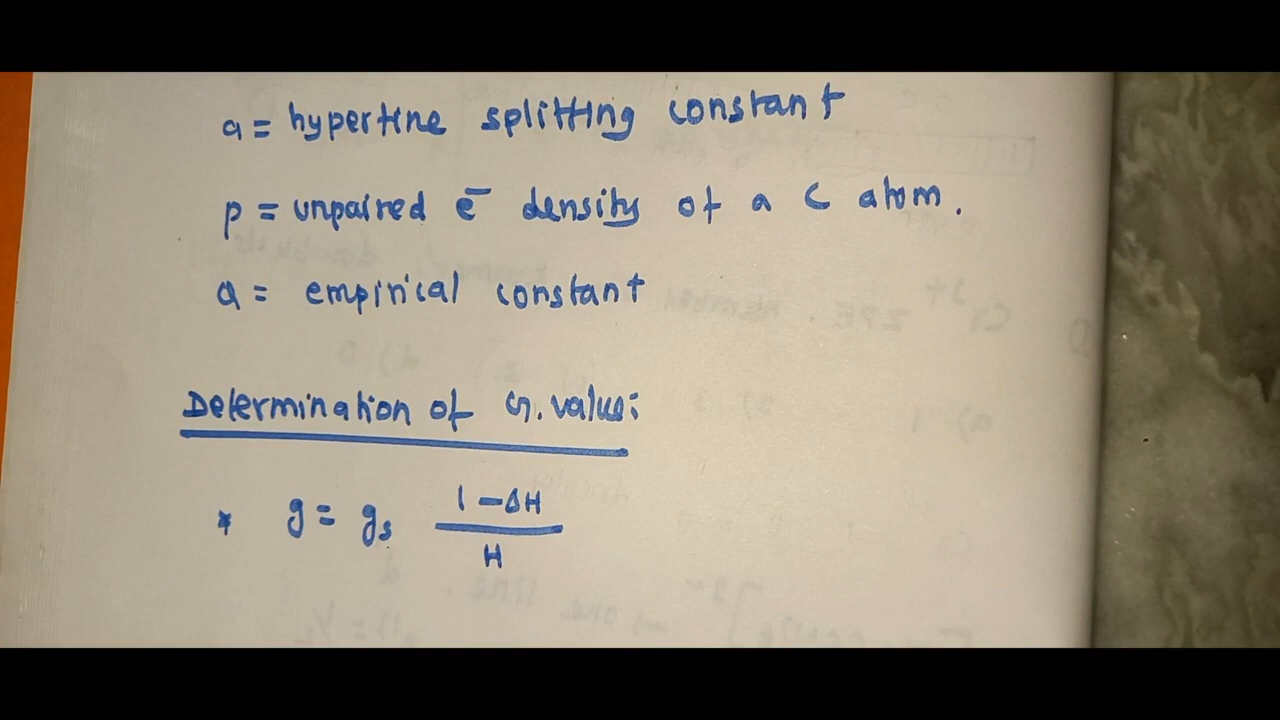 a = hyperfine splitting constant
p = unpaired e⁻ density of a C atom.
a = empirical constant
Determination of G. value:
* g = gs (1 - ΔH) / H